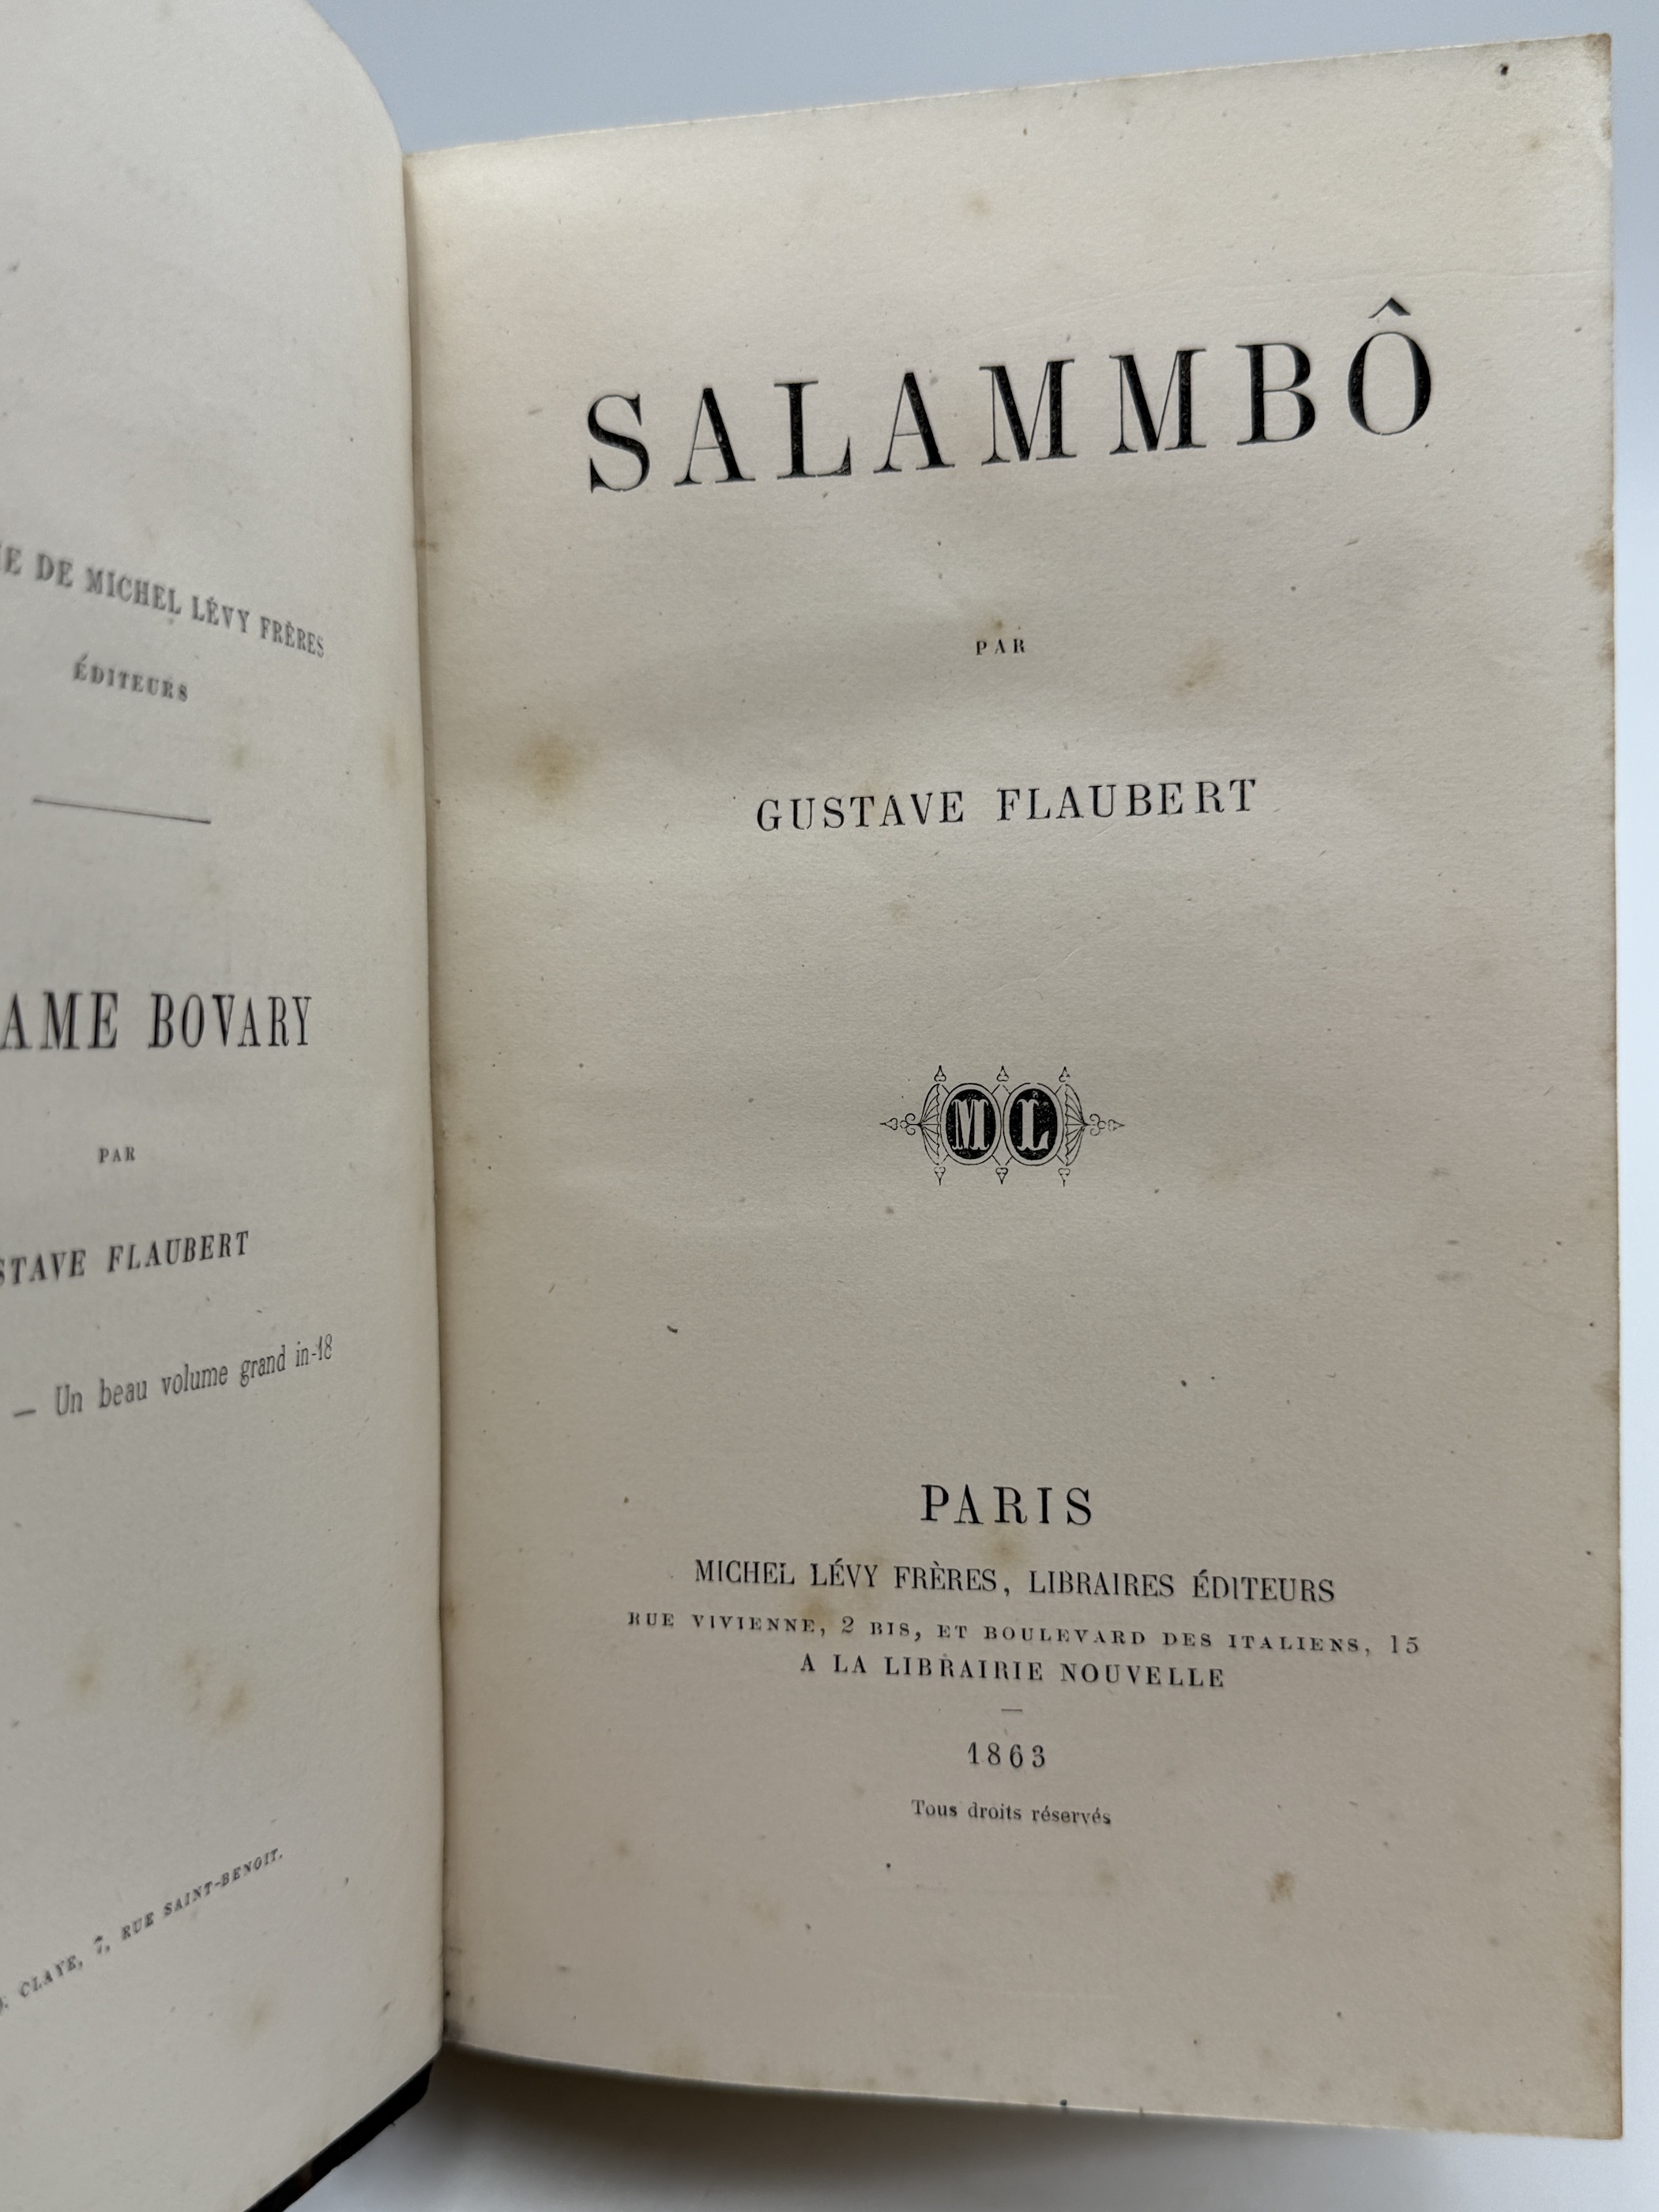 DE MICHEL LÉVY FRÈRES
ÉDITEURS
BOVARY
PAR
FLAUBERT
— Un beau volume grand in-18
CLAYE, 7, RUE SAINT-BENOIT.
SALAMMBÔ
PAR
GUSTAVE FLAUBERT
ML
PARIS
MICHEL LÉVY FRÈRES, LIBRAIRES ÉDITEURS
RUE VIVIENNE, 2 BIS, ET BOULEVARD DES ITALIENS, 15
A LA LIBRAIRIE NOUVELLE
—
1863
Tous droits réservés